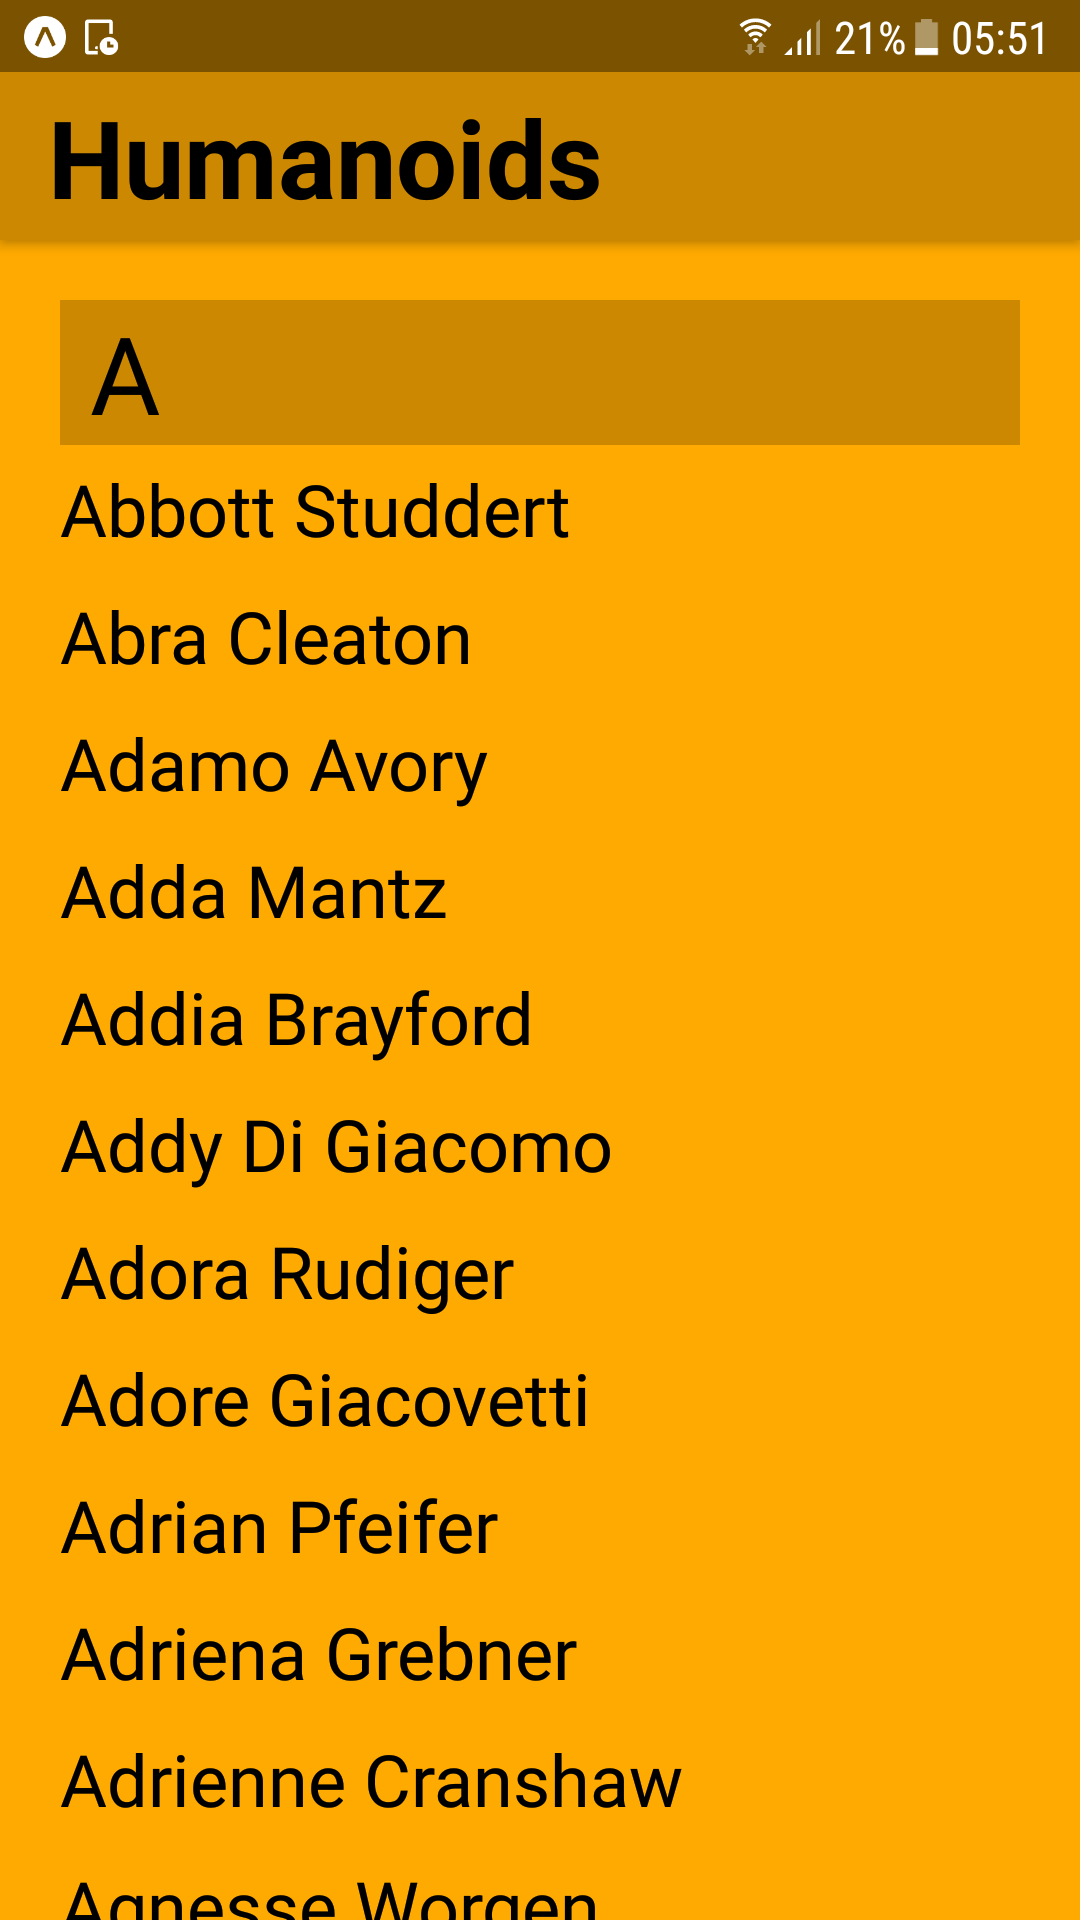 21% 05:51
Humanoids
A
Abbott Studdert
Abra Cleaton
Adamo Avory
Adda Mantz
Addia Brayford
Addy Di Giacomo
Adora Rudiger
Adore Giacovetti
Adrian Pfeifer
Adriena Grebner
Adrienne Cranshaw
Agnesse Worgen